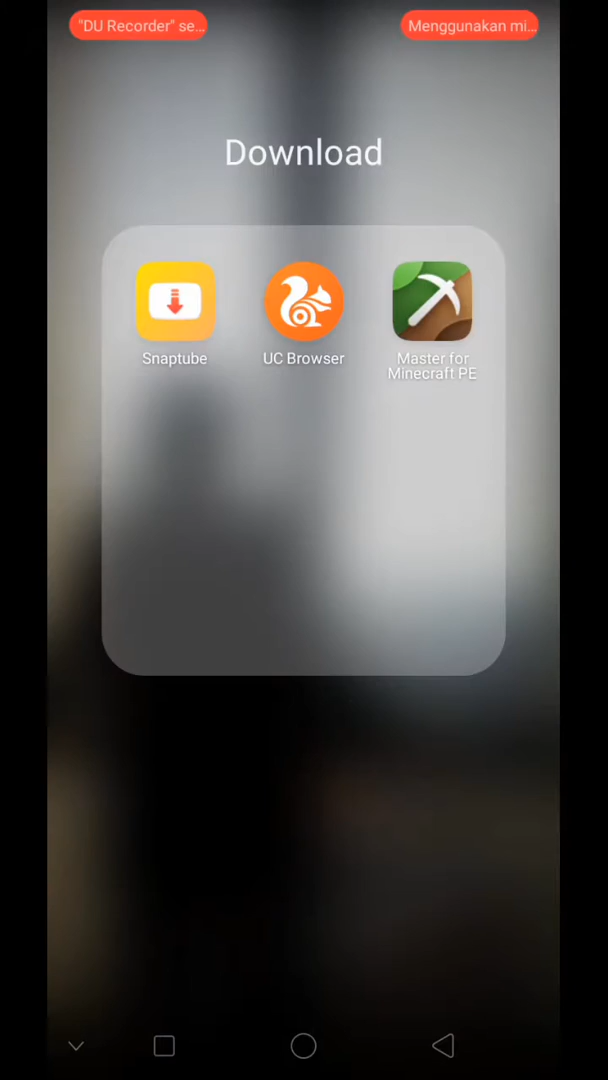 "DU Recorder" se...
Menggunakan mi...
Download
Snaptube
UC Browser
Master for
Minecraft PE